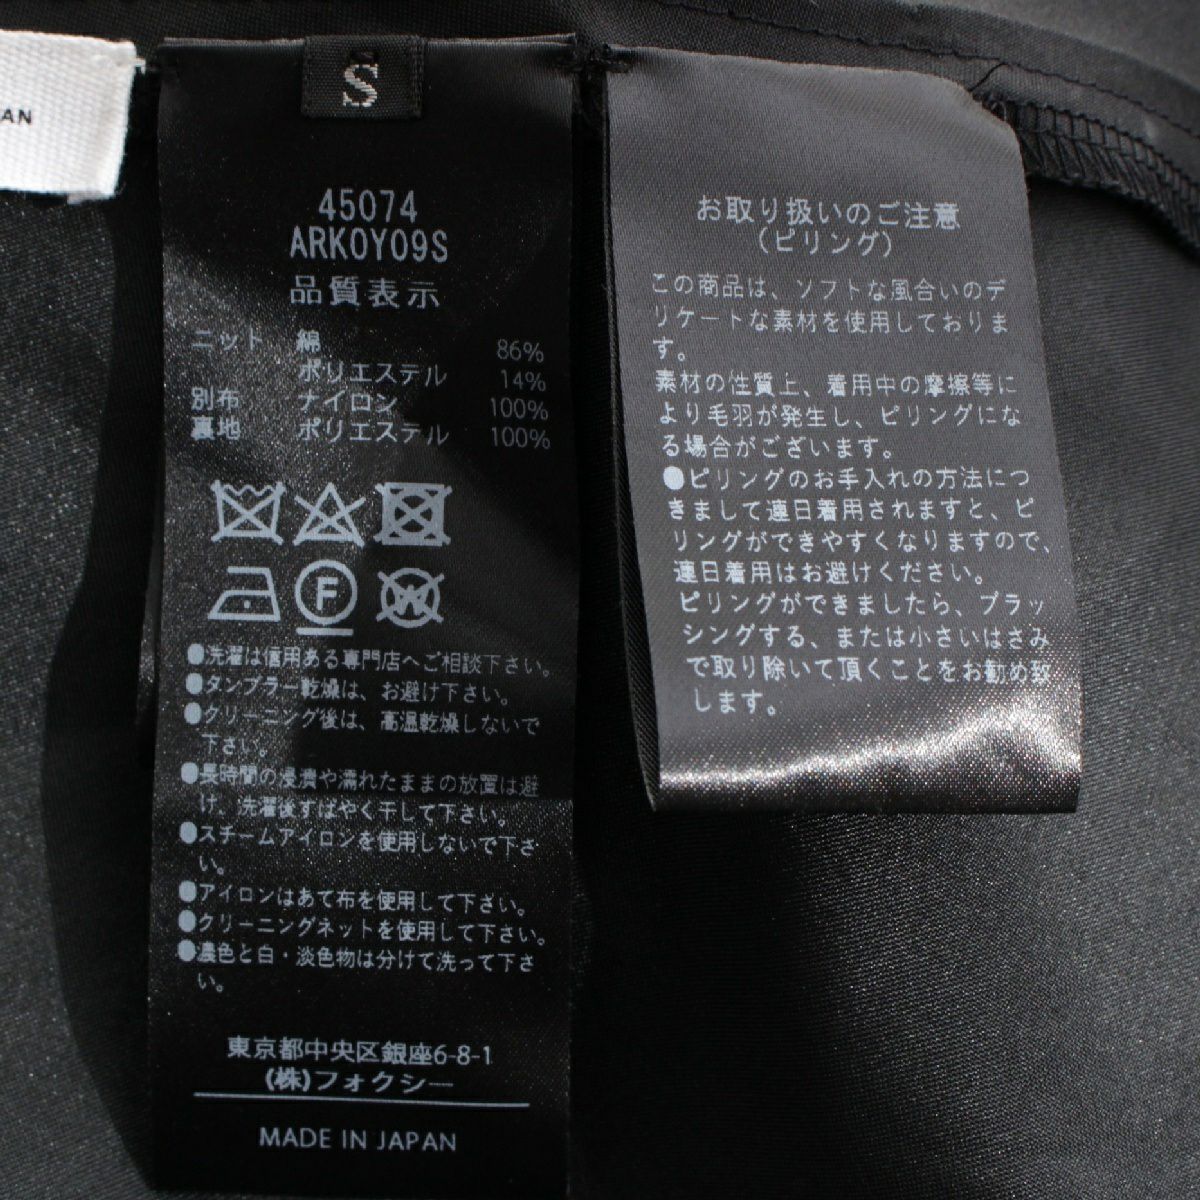 AN
S
45074
ARK0Y09S
品質表示
ニット 綿 86%
ポリエステル 14%
別布 ナイロン 100%
裏地 ポリエステル 100%
F
W
●洗濯は信用ある専門店へご相談下さい。
●タンブラー乾燥は、お避け下さい。
●クリーニング後は、高温乾燥しないで
下さい。
●長時間の浸漬や濡れたままの放置は避
け、洗濯後すばやく干して下さい。
●スチームアイロンを使用しないで下さ
い。
●アイロンはあて布を使用して下さい。
●クリーニングネットを使用して下さい。
●濃色と白・淡色物は分けて洗って下さ
い。
東京都中央区銀座6-8-1
(株)フォクシー
MADE IN JAPAN
お取り扱いのご注意
（ピリング）
この商品は、ソフトな風合いのデ
リケートな素材を使用しておりま
す。
素材の性質上、着用中の摩擦等に
より毛羽が発生し、ピリングにな
る場合がございます。
●ピリングのお手入れの方法につ
きまして連日着用されますと、ピ
リングができやすくなりますので、
連日着用はお避けください。
ピリングができましたら、ブラッ
シングする、または小さいはさみ
で取り除いて頂くことをお勧め致
します。